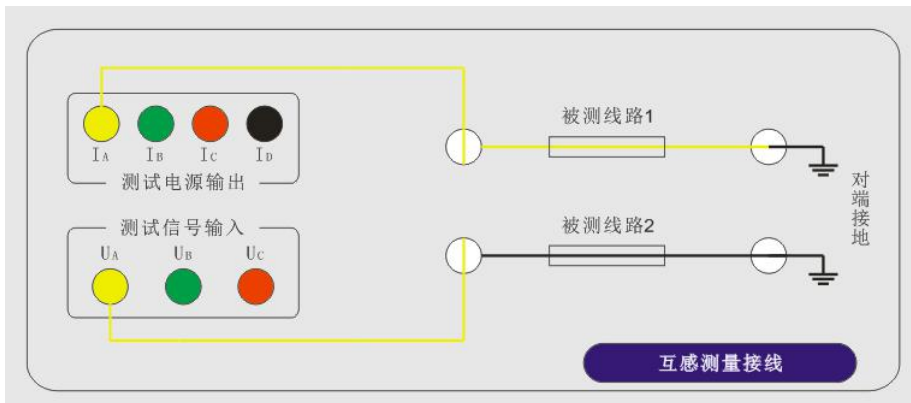 被测线路1
IA IB IC ID
测试电源输出
对端接地
测试信号输入
被测线路2
UA UB UC
互感测量接线